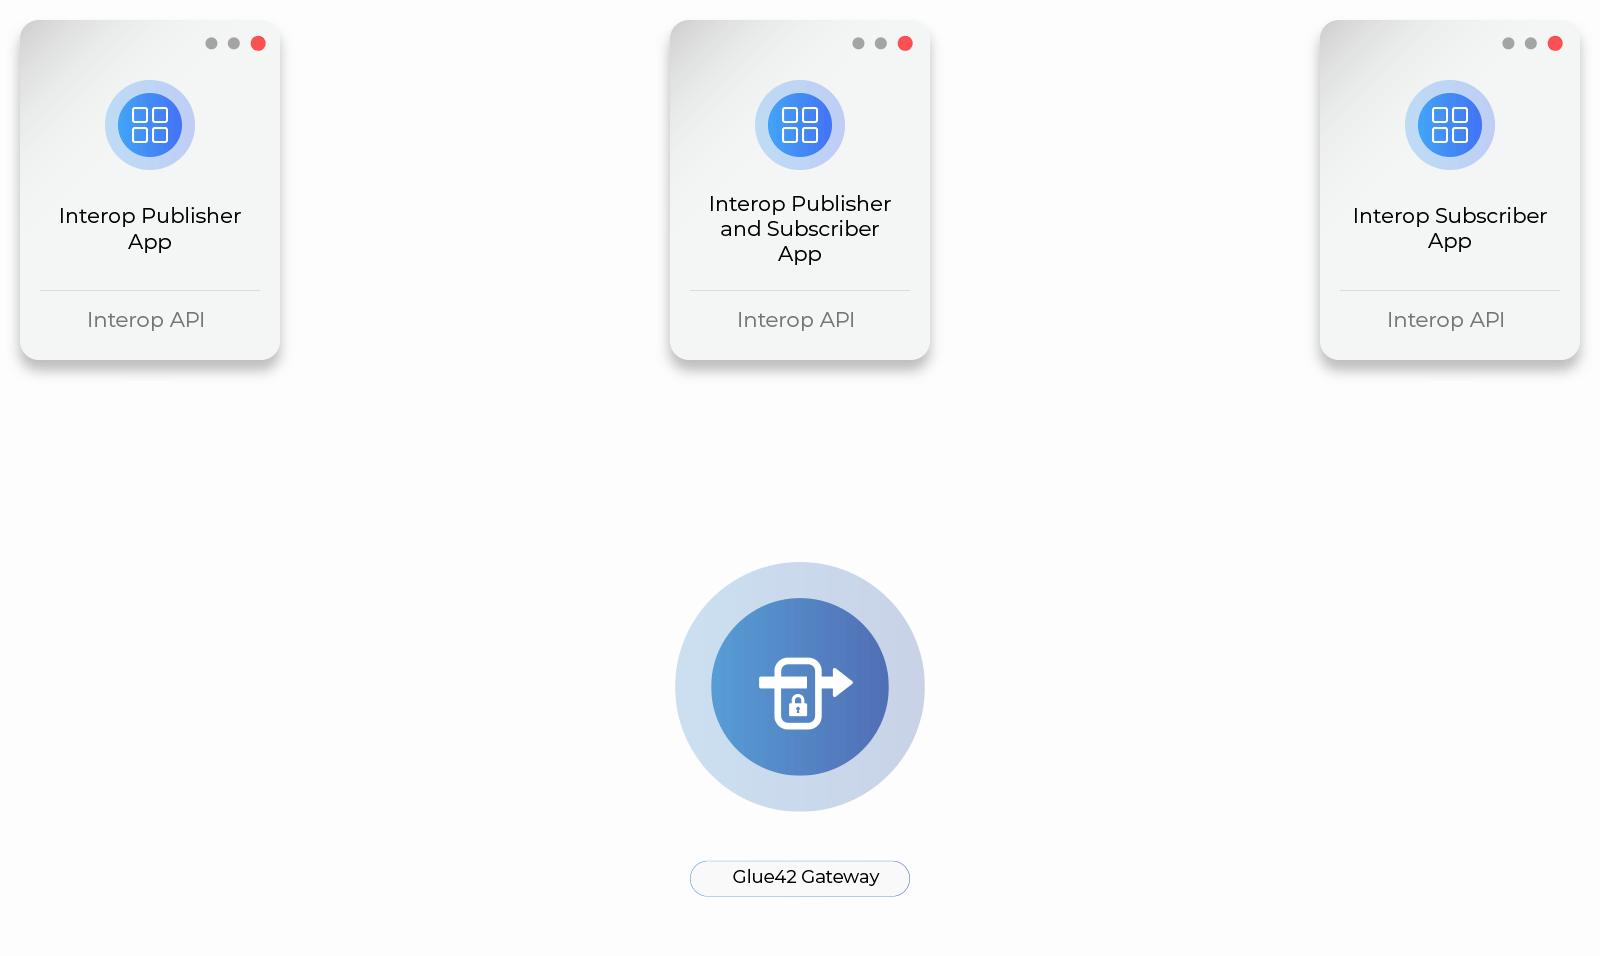 Interop Publisher
App
Interop API
Interop Publisher
and Subscriber
App
Interop API
Interop Subscriber
App
Interop API
Glue42 Gateway